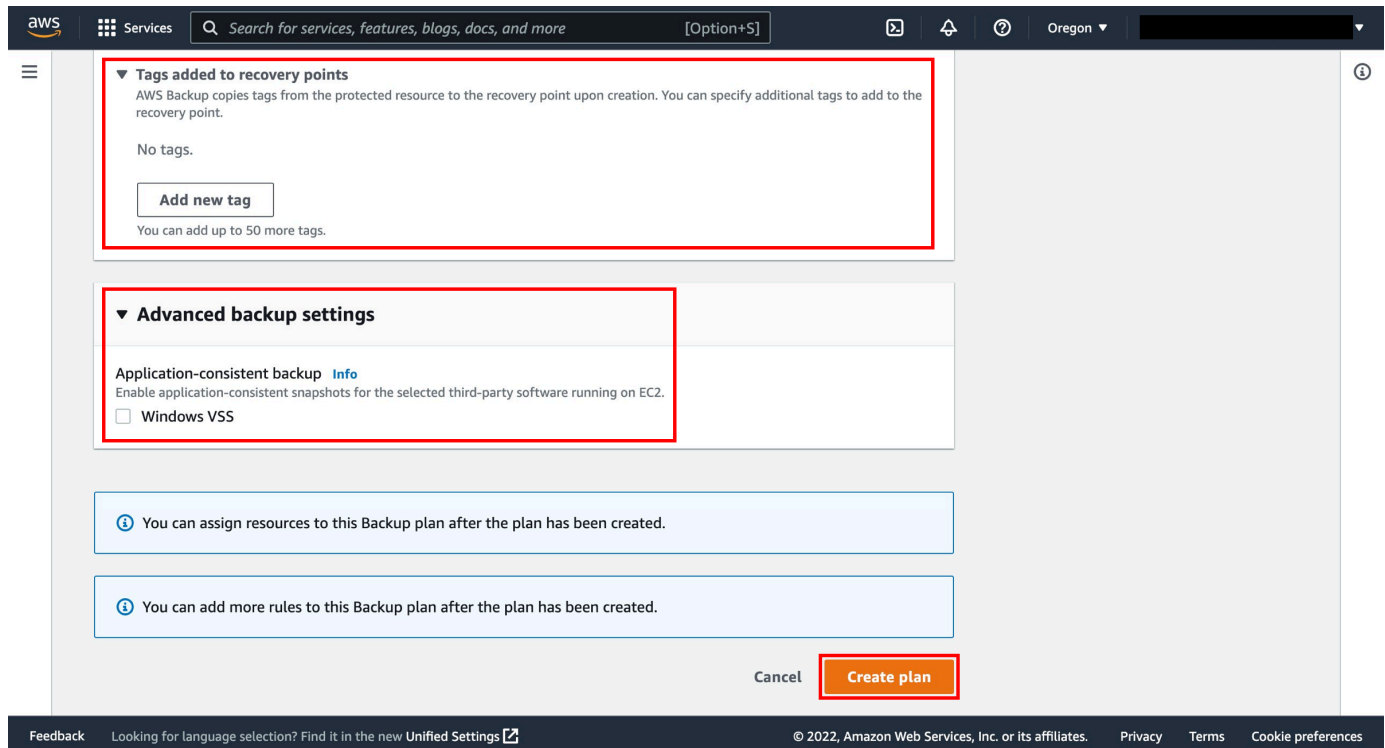 aws
Services
Search for services, features, blogs, docs, and more
[Option+S]
Oregon
Tags added to recovery points
AWS Backup copies tags from the protected resource to the recovery point upon creation. You can specify additional tags to add to the
recovery point.
No tags.
Add new tag
You can add up to 50 more tags.
Advanced backup settings
Application-consistent backup Info
Enable application-consistent snapshots for the selected third-party software running on EC2.
Windows VSS
You can assign resources to this Backup plan after the plan has been created.
You can add more rules to this Backup plan after the plan has been created.
Cancel
Create plan
Feedback
Looking for language selection? Find it in the new Unified Settings
© 2022, Amazon Web Services, Inc. or its affiliates.
Privacy
Terms
Cookie preferences